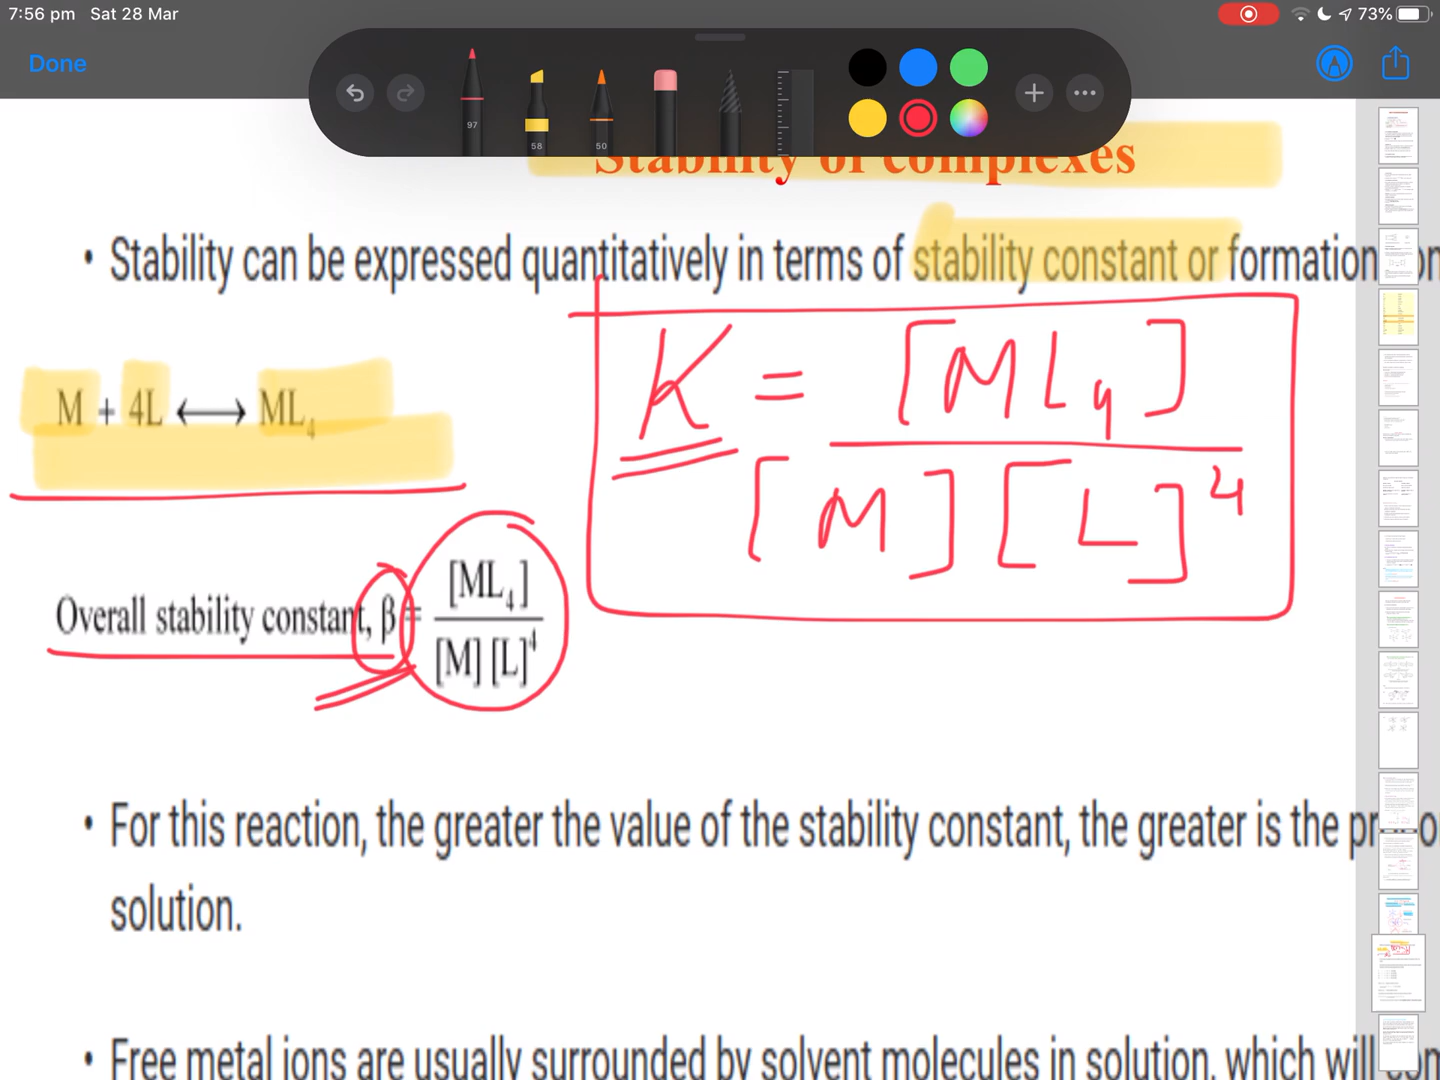 7:56 pm Sat 28 Mar 73%
Done
97 58 50
Stability of complexes
• Stability can be expressed quantitatively in terms of stability constant or formation
K = [ML4]
[M][L]4
M + 4L ⟷ ML4
Overall stability constant, β = [ML4]
[M][L]4
• For this reaction, the greater the value of the stability constant, the greater is the
solution.
• Free metal ions are usually surrounded by solvent molecules in solution, which will